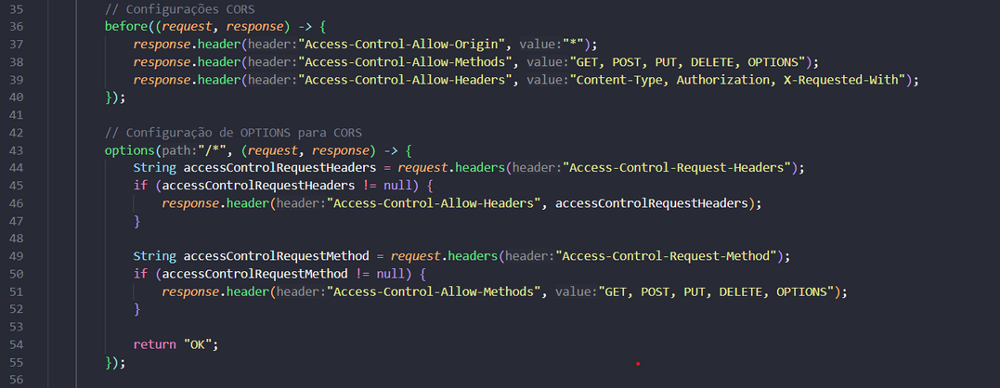 35 // Configurações CORS
36 before((request, response) -> {
37 response.header(header:"Access-Control-Allow-Origin", value:"*");
38 response.header(header:"Access-Control-Allow-Methods", value:"GET, POST, PUT, DELETE, OPTIONS");
39 response.header(header:"Access-Control-Allow-Headers", value:"Content-Type, Authorization, X-Requested-With");
40 });
41
42 // Configuração de OPTIONS para CORS
43 options(path:"/*", (request, response) -> {
44 String accessControlRequestHeaders = request.headers(header:"Access-Control-Request-Headers");
45 if (accessControlRequestHeaders != null) {
46 response.header(header:"Access-Control-Allow-Headers", accessControlRequestHeaders);
47 }
48
49 String accessControlRequestMethod = request.headers(header:"Access-Control-Request-Method");
50 if (accessControlRequestMethod != null) {
51 response.header(header:"Access-Control-Allow-Methods", value:"GET, POST, PUT, DELETE, OPTIONS");
52 }
53
54 return "OK";
55 });
56